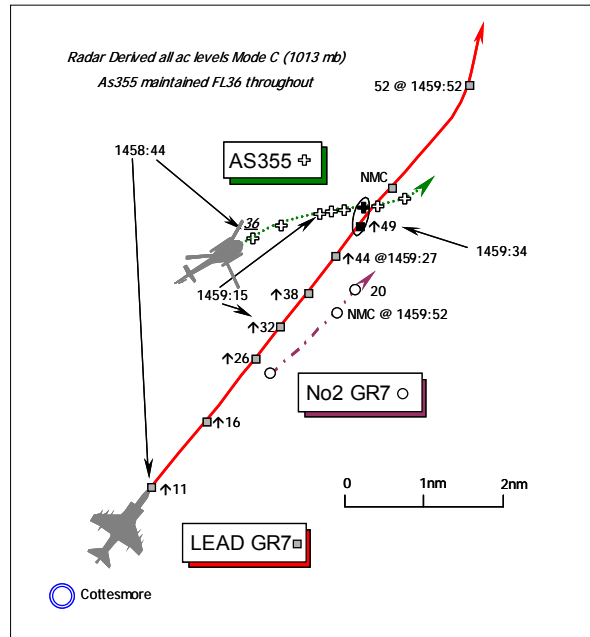 Radar Derived all ac levels Mode C (1013 mb)
As355 maintained FL36 throughout
52 @ 1459:52
1458:44
AS355
NMC
36
↑49
1459:34
↑44 @1459:27
1459:15
↑38
20
↑32
NMC @ 1459:52
↑26
No2 GR7
↑16
0 1nm 2nm
↑11
LEAD GR7
Cottesmore